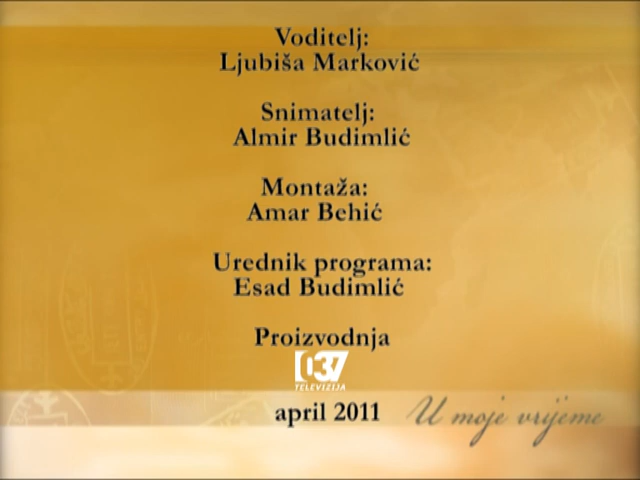 Voditelj:
Ljubiša Marković
Snimatelj:
Almir Budimlić
Montaža:
Amar Behić
Urednik programa:
Esad Budimlić
Proizvodnja
037
TELEVIZIJA
april 2011
U moje vrijeme